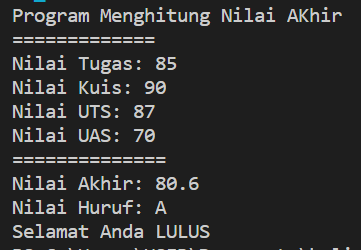 Program Menghitung Nilai AKhir
=============
Nilai Tugas: 85
Nilai Kuis: 90
Nilai UTS: 87
Nilai UAS: 70
==============
Nilai Akhir: 80.6
Nilai Huruf: A
Selamat Anda LULUS